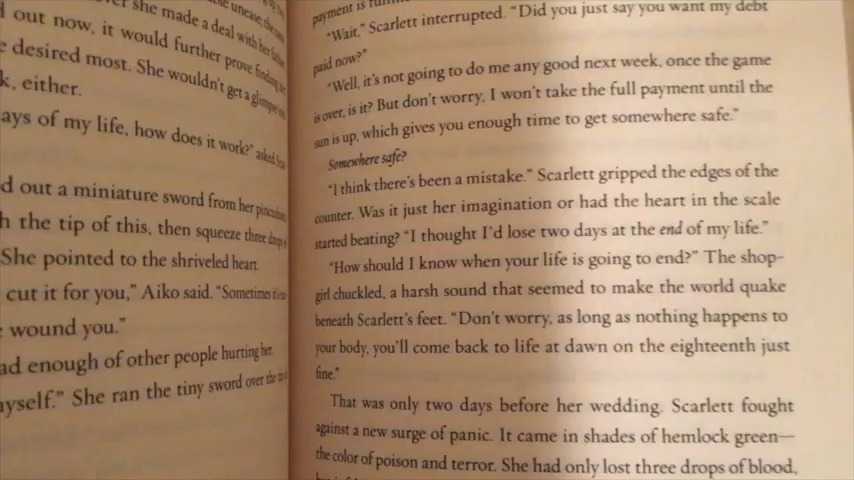 she made a deal with her
out now, it would further prove finding
desired most. She wouldn't get a glimpse
either.
ays of my life, how does it work?" asked
d out a miniature sword from her pincushion
h the tip of this, then squeeze three drops
She pointed to the shriveled heart.
cut it for you," Aiko said. "Sometimes
wound you."
ad enough of other people hurting her.
yself." She ran the tiny sword over the
payment is
"Wait," Scarlett interrupted. "Did you just say you want my debt
paid now?"
"Well, it's not going to do me any good next week, once the game
is over, is it? But don't worry, I won't take the full payment until the
sun is up, which gives you enough time to get somewhere safe."
Somewhere safe?
"I think there's been a mistake." Scarlett gripped the edges of the
counter. Was it just her imagination or had the heart in the scale
started beating? "I thought I'd lose two days at the end of my life."
"How should I know when your life is going to end?" The shop-
girl chuckled, a harsh sound that seemed to make the world quake
beneath Scarlett's feet. "Don't worry, as long as nothing happens to
your body, you'll come back to life at dawn on the eighteenth just
fine."
That was only two days before her wedding. Scarlett fought
against a new surge of panic. It came in shades of hemlock green—
the color of poison and terror. She had only lost three drops of blood,